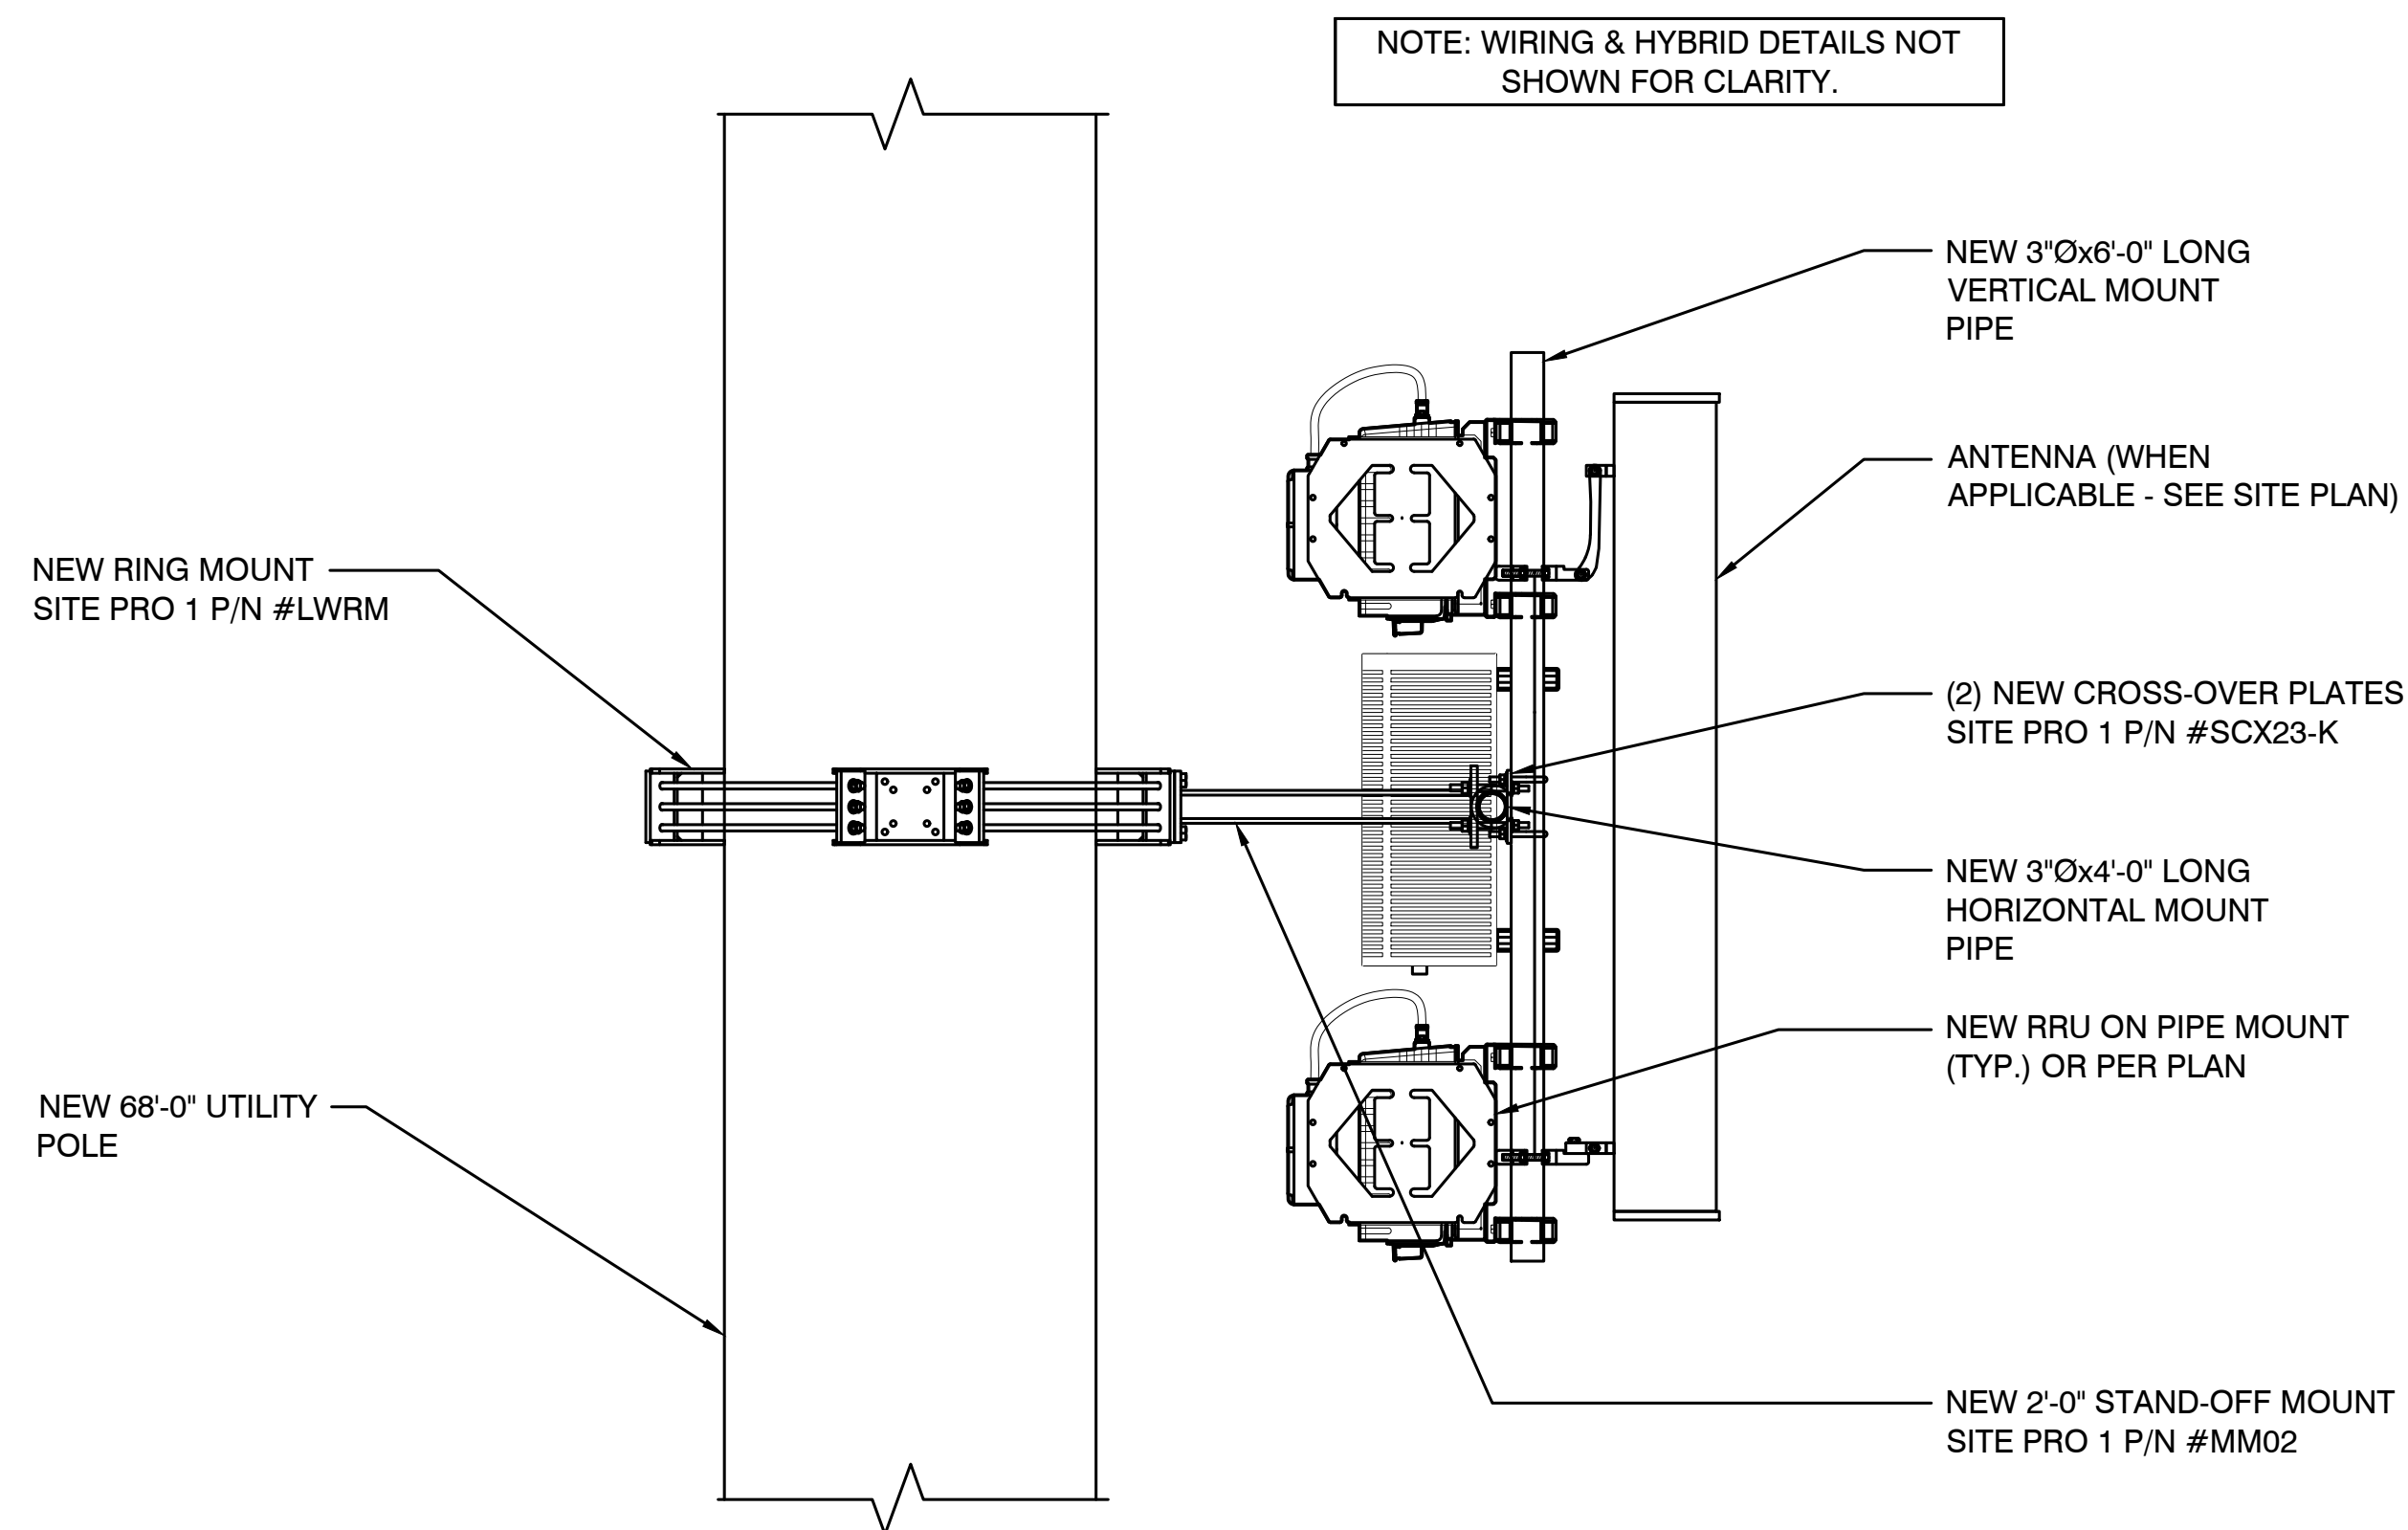 NOTE: WIRING & HYBRID DETAILS NOT
SHOWN FOR CLARITY.
NEW 3"Øx6'-0" LONG
VERTICAL MOUNT
PIPE
ANTENNA (WHEN
APPLICABLE - SEE SITE PLAN)
NEW RING MOUNT
SITE PRO 1 P/N #LWRM
(2) NEW CROSS-OVER PLATES
SITE PRO 1 P/N #SCX23-K
NEW 3"Øx4'-0" LONG
HORIZONTAL MOUNT
PIPE
NEW RRU ON PIPE MOUNT
(TYP.) OR PER PLAN
NEW 68'-0" UTILITY
POLE
NEW 2'-0" STAND-OFF MOUNT
SITE PRO 1 P/N #MM02